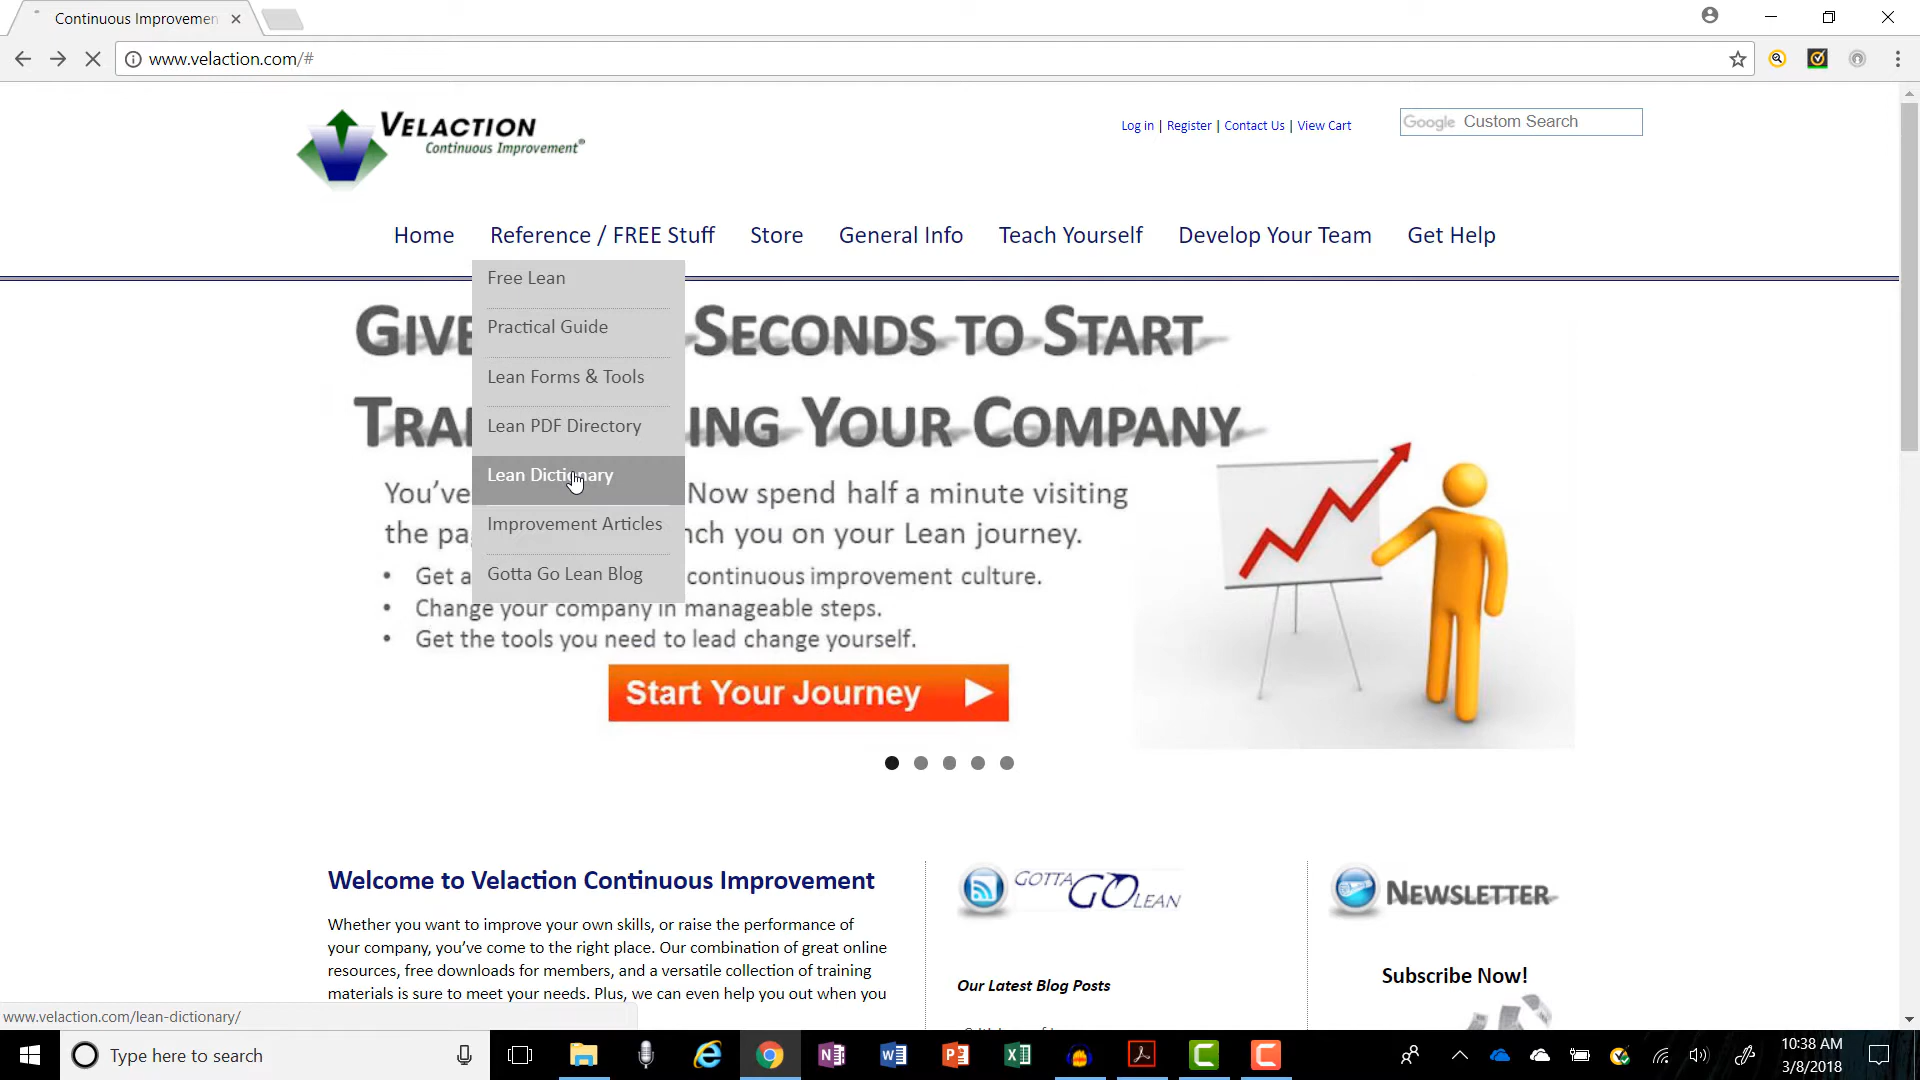 Continuous Improvemen
www.velaction.com/#
VELACTION
Continuous Improvement®
Log in | Register | Contact Us | View Cart
Google Custom Search
Home Reference / FREE Stuff Store General Info Teach Yourself Develop Your Team Get Help
Free Lean
Practical Guide
Lean Forms & Tools
Lean PDF Directory
Lean Dictionary
Improvement Articles
Gotta Go Lean Blog
GIVE SECONDS TO START
TRA ING YOUR COMPANY
You've Now spend half a minute visiting
the pa nch you on your Lean journey.
• Get a continuous improvement culture.
• Change your company in manageable steps.
• Get the tools you need to lead change yourself.
Start Your Journey
Welcome to Velaction Continuous Improvement
Whether you want to improve your own skills, or raise the performance of
your company, you've come to the right place. Our combination of great online
resources, free downloads for members, and a versatile collection of training
materials is sure to meet your needs. Plus, we can even help you out when you
GOTTA GO LEAN
Our Latest Blog Posts
NEWSLETTER
Subscribe Now!
www.velaction.com/lean-dictionary/
Type here to search
10:38 AM
3/8/2018